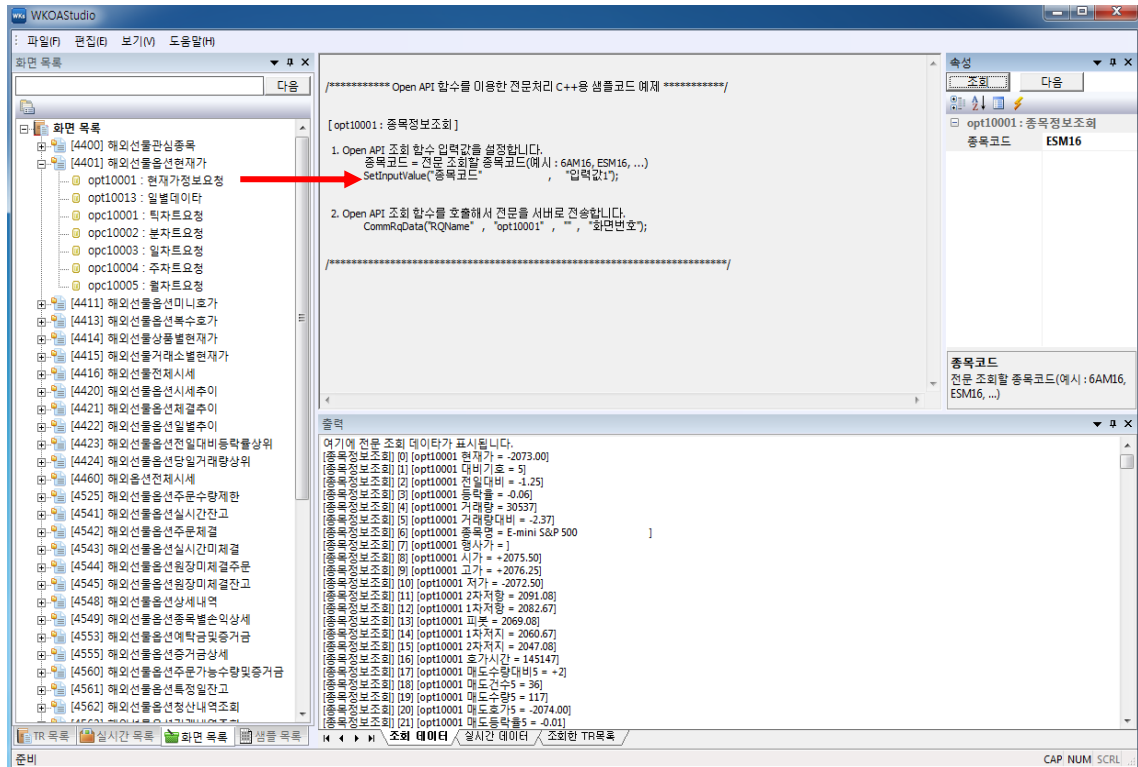 WKOAStudio
파일(F) 편집(E) 보기(V) 도움말(H)
화면 목록
다음
화면 목록
[4400] 해외선물관심종목
[4401] 해외선물옵션현재가
opt10001 : 현재가정보요청
opt10013 : 일별데이타
opc10001 : 틱차트요청
opc10002 : 분차트요청
opc10003 : 일차트요청
opc10004 : 주차트요청
opc10005 : 월차트요청
[4411] 해외선물옵션미니호가
[4413] 해외선물옵션복수호가
[4414] 해외선물상품별현재가
[4415] 해외선물거래소별현재가
[4416] 해외선물전체시세
[4420] 해외선물옵션시세추이
[4421] 해외선물옵션체결추이
[4422] 해외선물옵션일별추이
[4423] 해외선물옵션전일대비등락률상위
[4424] 해외선물옵션당일거래량상위
[4460] 해외옵션전체시세
[4525] 해외선물옵션주문수량제한
[4541] 해외선물옵션실시간잔고
[4542] 해외선물옵션주문체결
[4543] 해외선물옵션실시간미체결
[4544] 해외선물옵션원장미체결주문
[4545] 해외선물옵션원장미체결잔고
[4548] 해외선물옵션상세내역
[4549] 해외선물옵션종목별손익상세
[4553] 해외선물옵션예탁금및증거금
[4555] 해외선물옵션증거금상세
[4560] 해외선물옵션주문가능수량및증거금
[4561] 해외선물옵션특정일잔고
[4562] 해외선물옵션청산내역조회
TR 목록 실시간 목록 화면 목록 샘플 목록
/*********** Open API 함수를 이용한 전문처리 C++용 샘플코드 예제 ***********/
[ opt10001 : 종목정보조회 ]
1. Open API 조회 함수 입력값을 설정합니다.
종목코드 = 전문 조회할 종목코드(예시 : 6AM16, ESM16, ...)
SetInputValue("종목코드" , "입력값1");
2. Open API 조회 함수를 호출해서 전문을 서버로 전송합니다.
CommRqData("RQName" , "opt10001" , "" , "화면번호");
/***********************************************************************/
속성
조회 다음
opt10001 : 종목정보조회
종목코드 ESM16
종목코드
전문 조회할 종목코드(예시 : 6AM16,
ESM16, ...)
출력
여기에 전문 조회 데이타가 표시됩니다.
[종목정보조회] [0] [opt10001 현재가 = -2073.00]
[종목정보조회] [1] [opt10001 대비기호 = 5]
[종목정보조회] [2] [opt10001 전일대비 = -1.25]
[종목정보조회] [3] [opt10001 등락율 = -0.06]
[종목정보조회] [4] [opt10001 거래량 = 30537]
[종목정보조회] [5] [opt10001 거래량대비 = -2.37]
[종목정보조회] [6] [opt10001 종목명 = E-mini S&P 500 ]
[종목정보조회] [7] [opt10001 행사가 = ]
[종목정보조회] [8] [opt10001 시가 = +2075.50]
[종목정보조회] [9] [opt10001 고가 = +2076.25]
[종목정보조회] [10] [opt10001 저가 = -2072.50]
[종목정보조회] [11] [opt10001 2차저항 = 2091.08]
[종목정보조회] [12] [opt10001 1차저항 = 2082.67]
[종목정보조회] [13] [opt10001 피봇 = 2069.08]
[종목정보조회] [14] [opt10001 1차저지 = 2060.67]
[종목정보조회] [15] [opt10001 2차저지 = 2047.08]
[종목정보조회] [16] [opt10001 호가시간 = 145147]
[종목정보조회] [17] [opt10001 매도수량대비5 = +2]
[종목정보조회] [18] [opt10001 매도건수5 = 36]
[종목정보조회] [19] [opt10001 매도수량5 = 117]
[종목정보조회] [20] [opt10001 매도호가5 = -2074.00]
[종목정보조회] [21] [opt10001 매도등락율5 = -0.01]
조회 데이터 실시간 데이터 조회한 TR목록
준비
CAP NUM SCRL